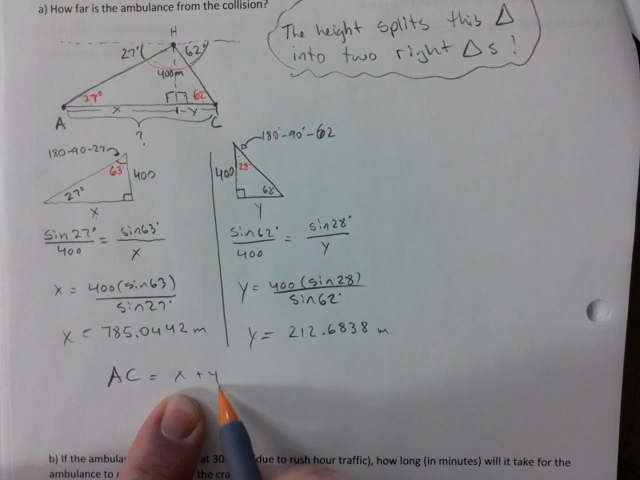 a) How far is the ambulance from the collision?
The height splits this △
into two right △s!
H
27° 62°
400m
27° F 62°
x y
A C
?
180-90-27
63°
400
27°
x
180°-90°-62
400 28°
62°
y
sin27°/400 = sin63°/x
sin62°/400 = sin28°/y
x = 400(sin63)/sin27°
y = 400(sin28)/sin62°
x = 785.0442 m
y = 212.6838 m
AC = x + y
b) If the at 30 due to rush hour traffic), how long (in minutes) will it take for the
ambulance to the